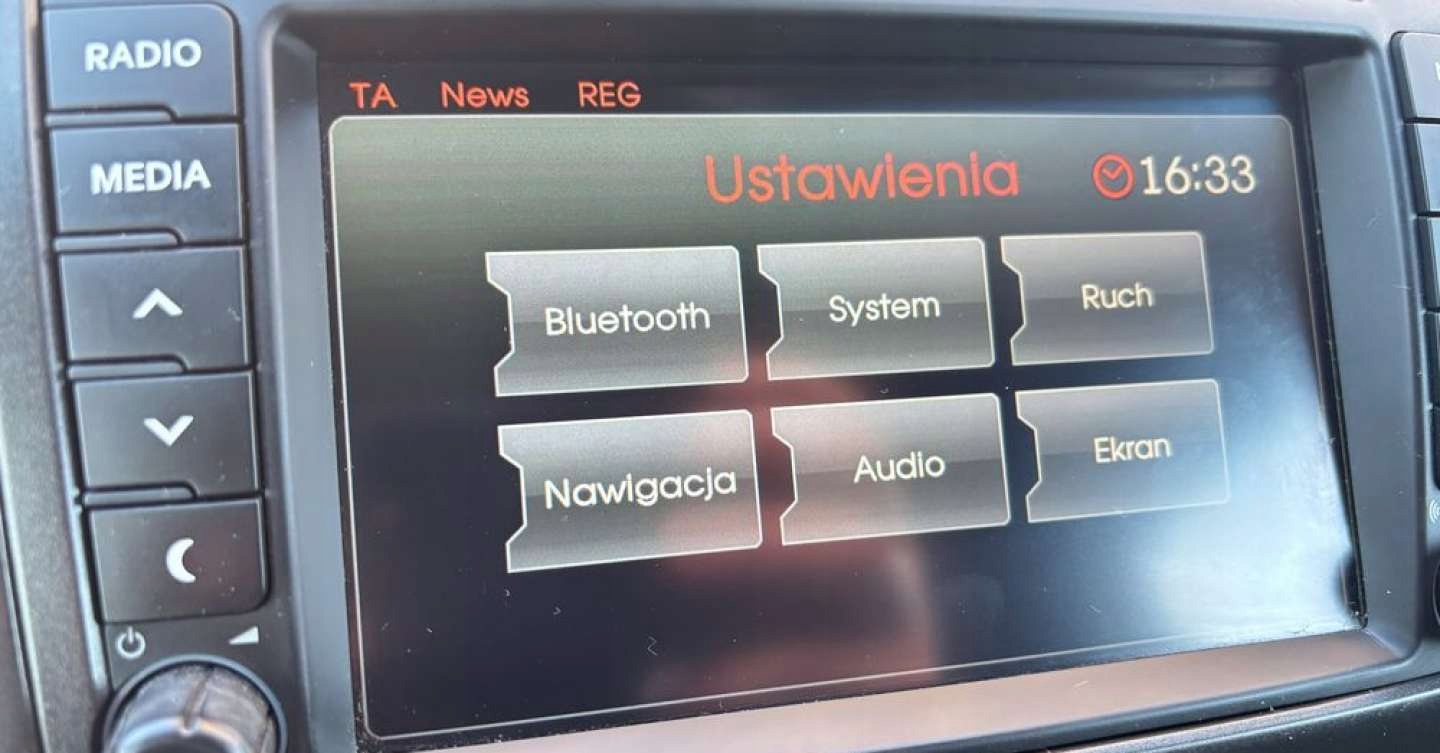 RADIO
MEDIA
TA News REG
Ustawienia 16:33
Bluetooth System Ruch
Nawigacja Audio Ekran